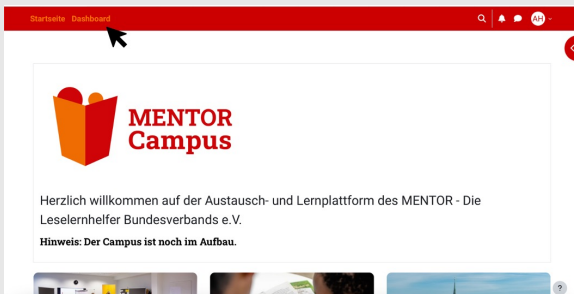 Startseite Dashboard
AH
MENTOR
Campus
Herzlich willkommen auf der Austausch- und Lernplattform des MENTOR - Die
Leselernhelfer Bundesverbands e.V.
Hinweis: Der Campus ist noch im Aufbau.
?